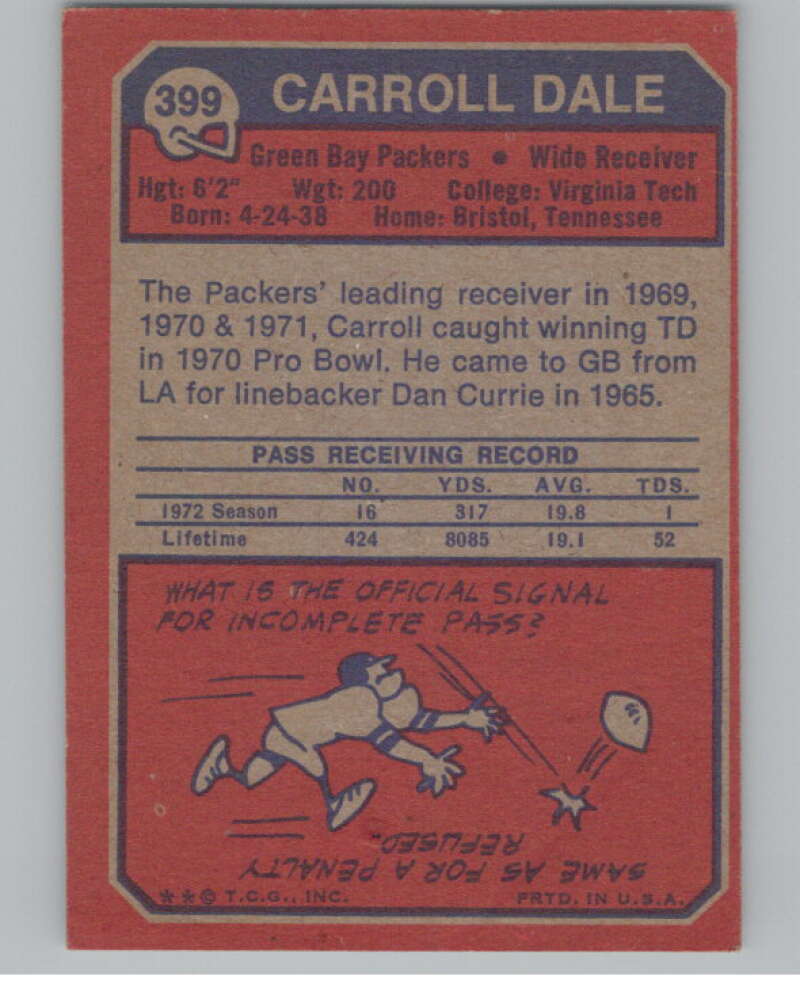 399
CARROLL DALE
Green Bay Packers • Wide Receiver
Hgt: 6'2" Wgt: 200 College: Virginia Tech
Born: 4-24-38 Home: Bristol, Tennessee
The Packers' leading receiver in 1969,
1970 & 1971, Carroll caught winning TD
in 1970 Pro Bowl. He came to GB from
LA for linebacker Dan Currie in 1965.
PASS RECEIVING RECORD
NO. YDS. AVG. TDS.
1972 Season 16 317 19.8 1
Lifetime 424 8085 19.1 52
WHAT IS THE OFFICIAL SIGNAL
FOR INCOMPLETE PASS?
SAME AS FOR A PENALTY
REFUSED.
** © T.C.G., INC. PRTD. IN U.S.A.